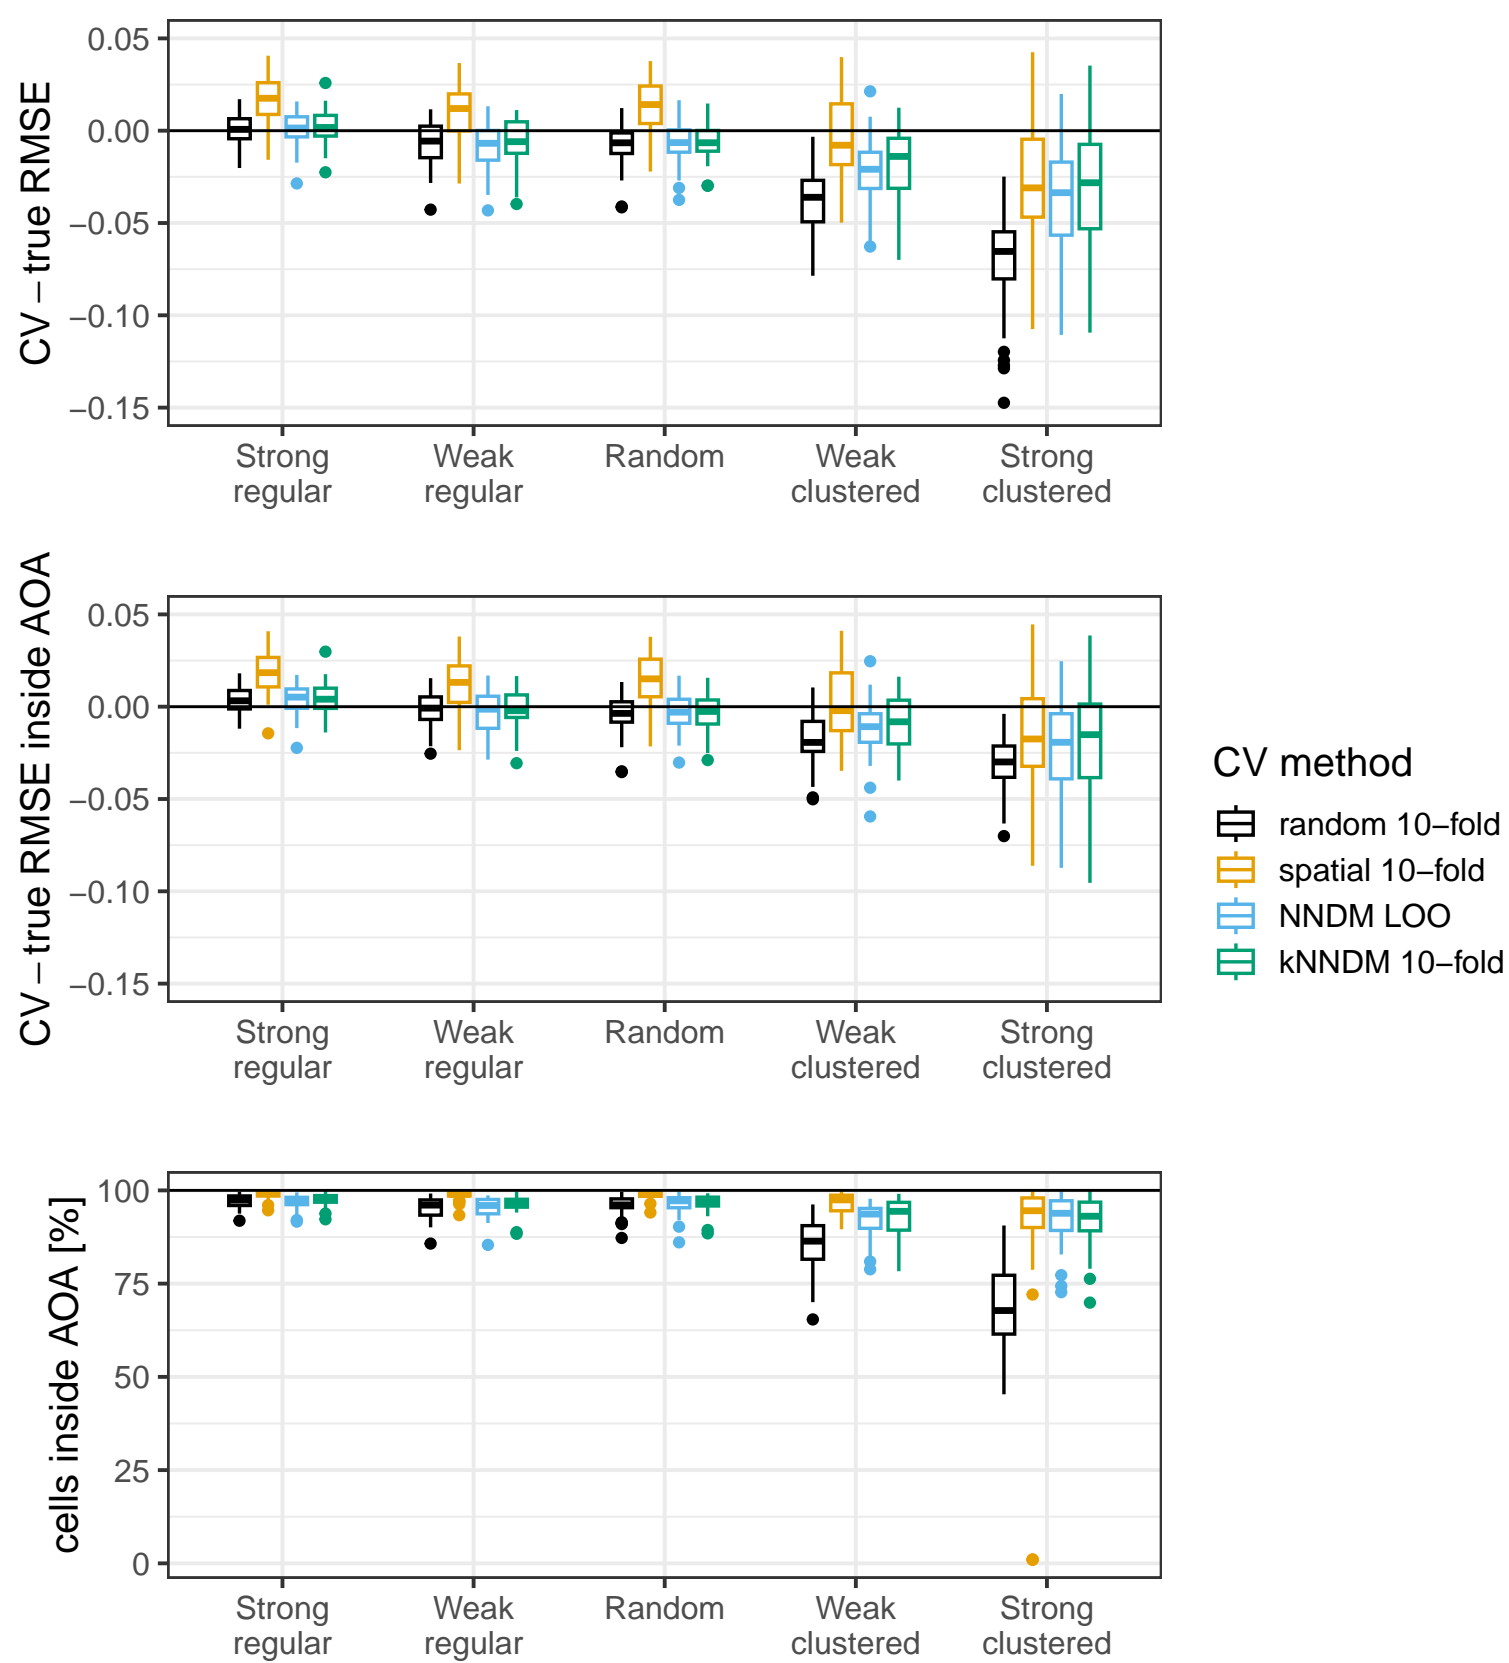 CV – true RMSE
0.05
0.00
−0.05
−0.10
−0.15
Strong regular
Weak regular
Random
Weak clustered
Strong clustered
CV – true RMSE inside AOA
0.05
0.00
−0.05
−0.10
−0.15
Strong regular
Weak regular
Random
Weak clustered
Strong clustered
cells inside AOA [%]
100
75
50
25
0
Strong regular
Weak regular
Random
Weak clustered
Strong clustered
CV method
random 10−fold
spatial 10−fold
NNDM LOO
kNNDM 10−fold